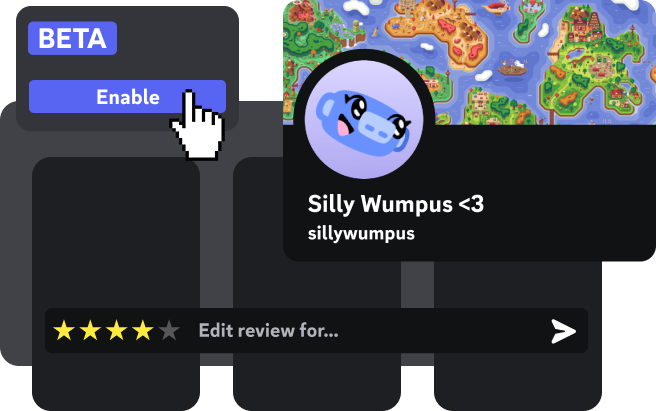 BETA
Enable
Silly Wumpus <3
sillywumpus
Edit review for...